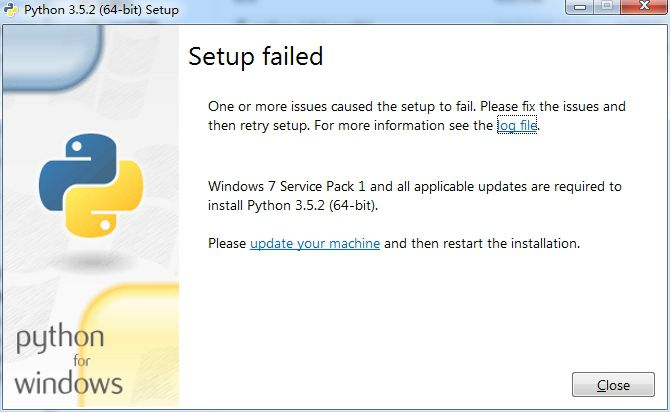 Python 3.5.2 (64-bit) Setup
Setup failed
One or more issues caused the setup to fail. Please fix the issues and
then retry setup. For more information see the log file.
Windows 7 Service Pack 1 and all applicable updates are required to
install Python 3.5.2 (64-bit).
Please update your machine and then restart the installation.
python
for
windows
Close